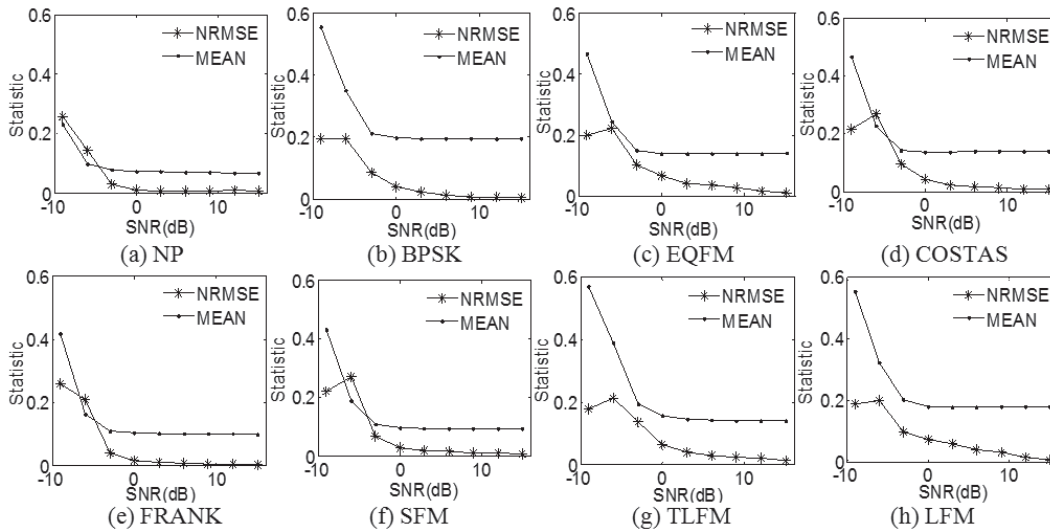 0.6
NRMSE
MEAN
0.4
Statistic
0.2
0
-10 0 10
SNR(dB)
(a) NP
0.6
NRMSE
MEAN
0.4
Statistic
0.2
0
-10 0 10
SNR(dB)
(b) BPSK
0.6
NRMSE
MEAN
0.4
Statistic
0.2
0
-10 0 10
SNR(dB)
(c) EQFM
0.6
NRMSE
MEAN
0.4
Statistic
0.2
0
-10 0 10
SNR(dB)
(d) COSTAS
0.6
NRMSE
MEAN
0.4
Statistic
0.2
0
-10 0 10
SNR(dB)
(e) FRANK
0.6
NRMSE
MEAN
0.4
Statistic
0.2
0
-10 0 10
SNR(dB)
(f) SFM
0.6
NRMSE
MEAN
0.4
Statistic
0.2
0
-10 0 10
SNR(dB)
(g) TLFM
0.6
NRMSE
MEAN
0.4
Statistic
0.2
0
-10 0 10
SNR(dB)
(h) LFM